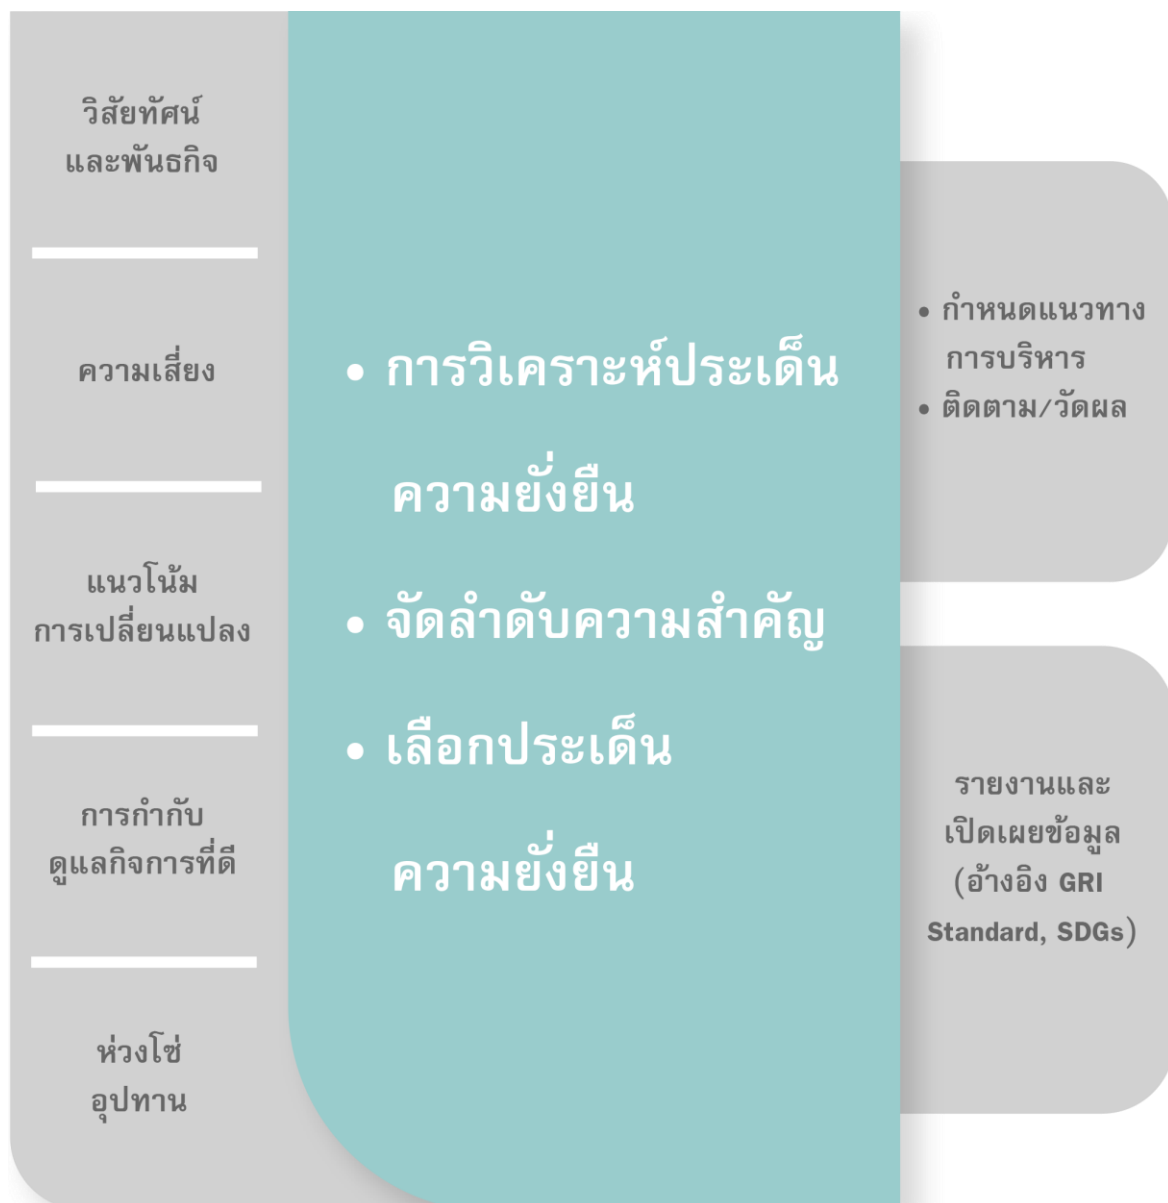 วิสัยทัศน์
และพันธกิจ
ความเสี่ยง
แนวโน้ม
การเปลี่ยนแปลง
การกำกับ
ดูแลกิจการที่ดี
ห่วงโซ่
อุปทาน
• การวิเคราะห์ประเด็น
ความยั่งยืน
• จัดลำดับความสำคัญ
• เลือกประเด็น
ความยั่งยืน
• กำหนดแนวทาง
การบริหาร
• ติดตาม/วัดผล
รายงานและ
เปิดเผยข้อมูล
(อ้างอิง GRI
Standard, SDGs)